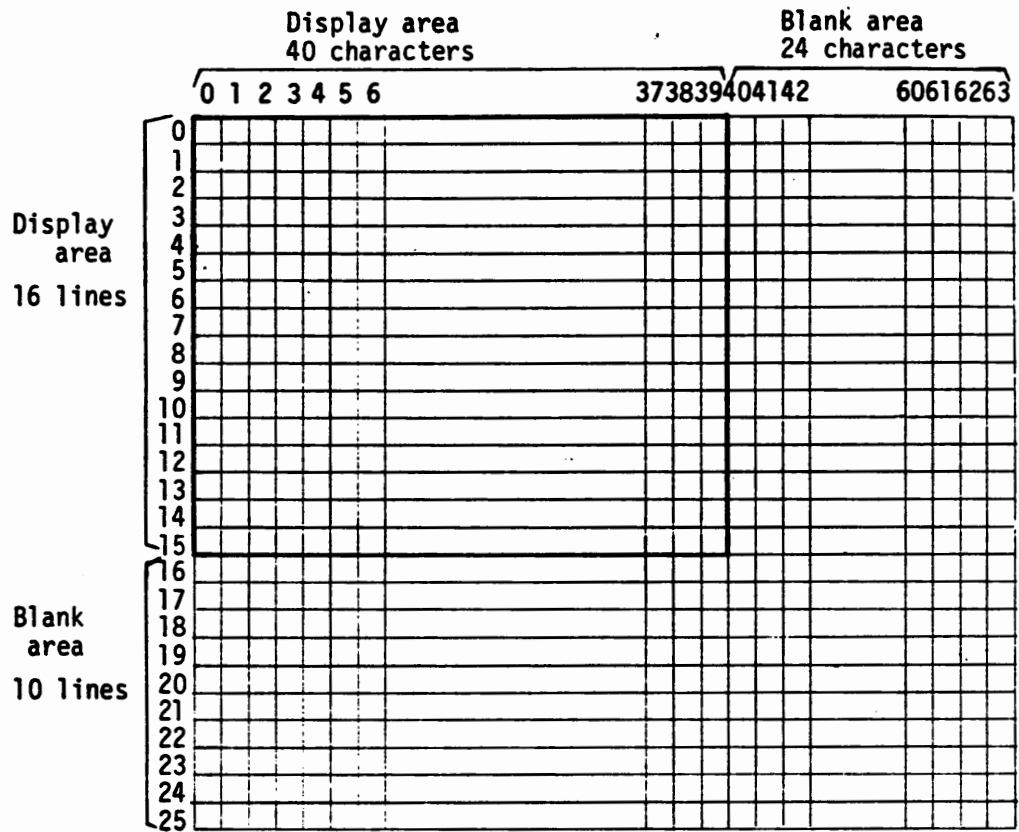 Display area Blank area
40 characters 24 characters
0 1 2 3 4 5 6 37383940414​2 60616263
0
1
2
3
Display
4
area
5
16 lines 6
7
8
9
10
11
12
13
14
15
16
17
Blank
18
area
19
10 lines 20
21
22
23
24
25